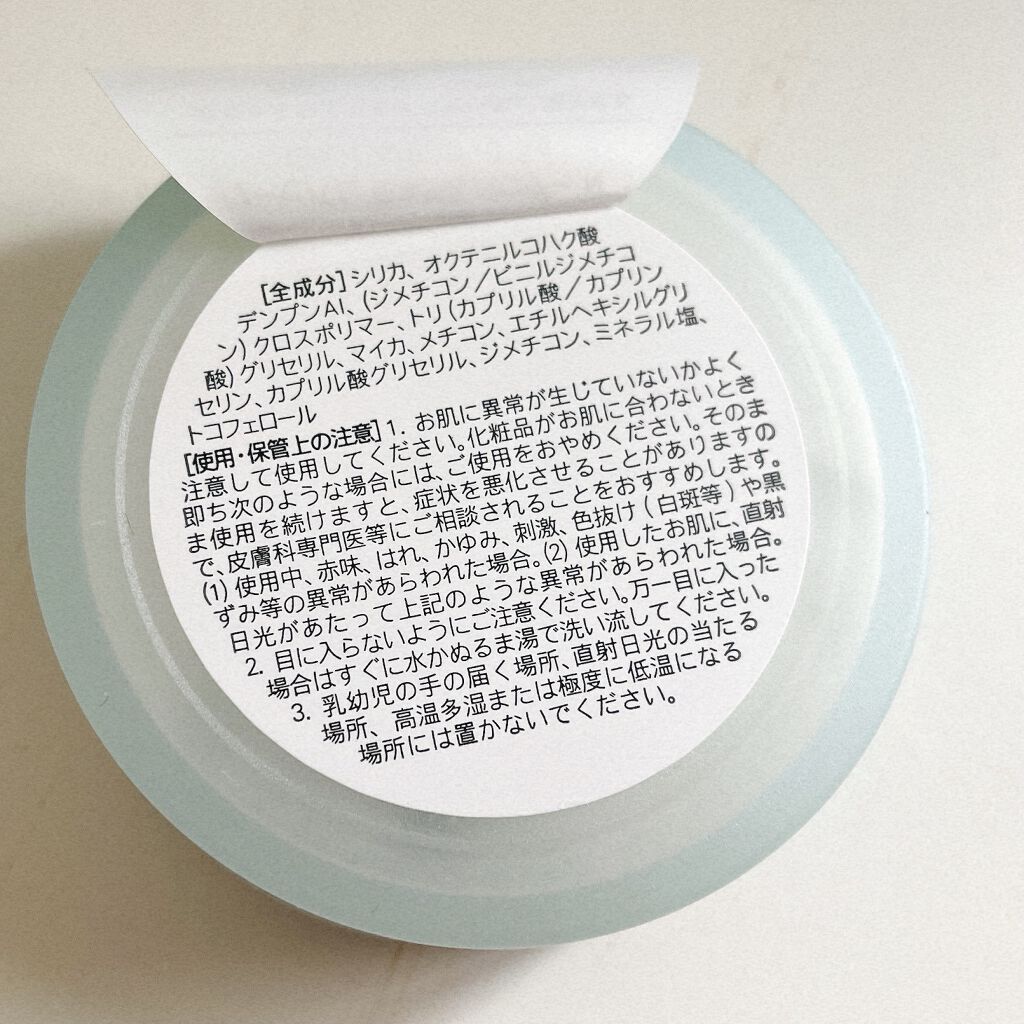 [全成分]シリカ、オクテニルコハク酸
デンプンAl、(ジメチコン/ビニルジメチコ
ン)クロスポリマー、トリ(カプリル酸/カプリン
酸)グリセリル、マイカ、メチコン、エチルヘキシルグリ
セリン、カプリル酸グリセリル、ジメチコン、ミネラル塩、
トコフェロール
[使用・保管上の注意]1. お肌に異常が生じていないかよく
注意して使用してください。化粧品がお肌に合わないとき
即ち次のような場合には、ご使用をおやめください。そのま
ま使用を続けますと、症状を悪化させることがありますの
で、皮膚科専門医等にご相談されることをおすすめします。
(1) 使用中、赤味、はれ、かゆみ、刺激、色抜け(白斑等)や黒
ずみ等の異常があらわれた場合。(2) 使用したお肌に、直射
日光があたって上記のような異常があらわれた場合。
2. 目に入らないようにご注意ください。万一目に入った
場合はすぐに水かぬるま湯で洗い流してください。
3. 乳幼児の手の届く場所、直射日光の当たる
場所、高温多湿または極度に低温になる
場所には置かないでください。